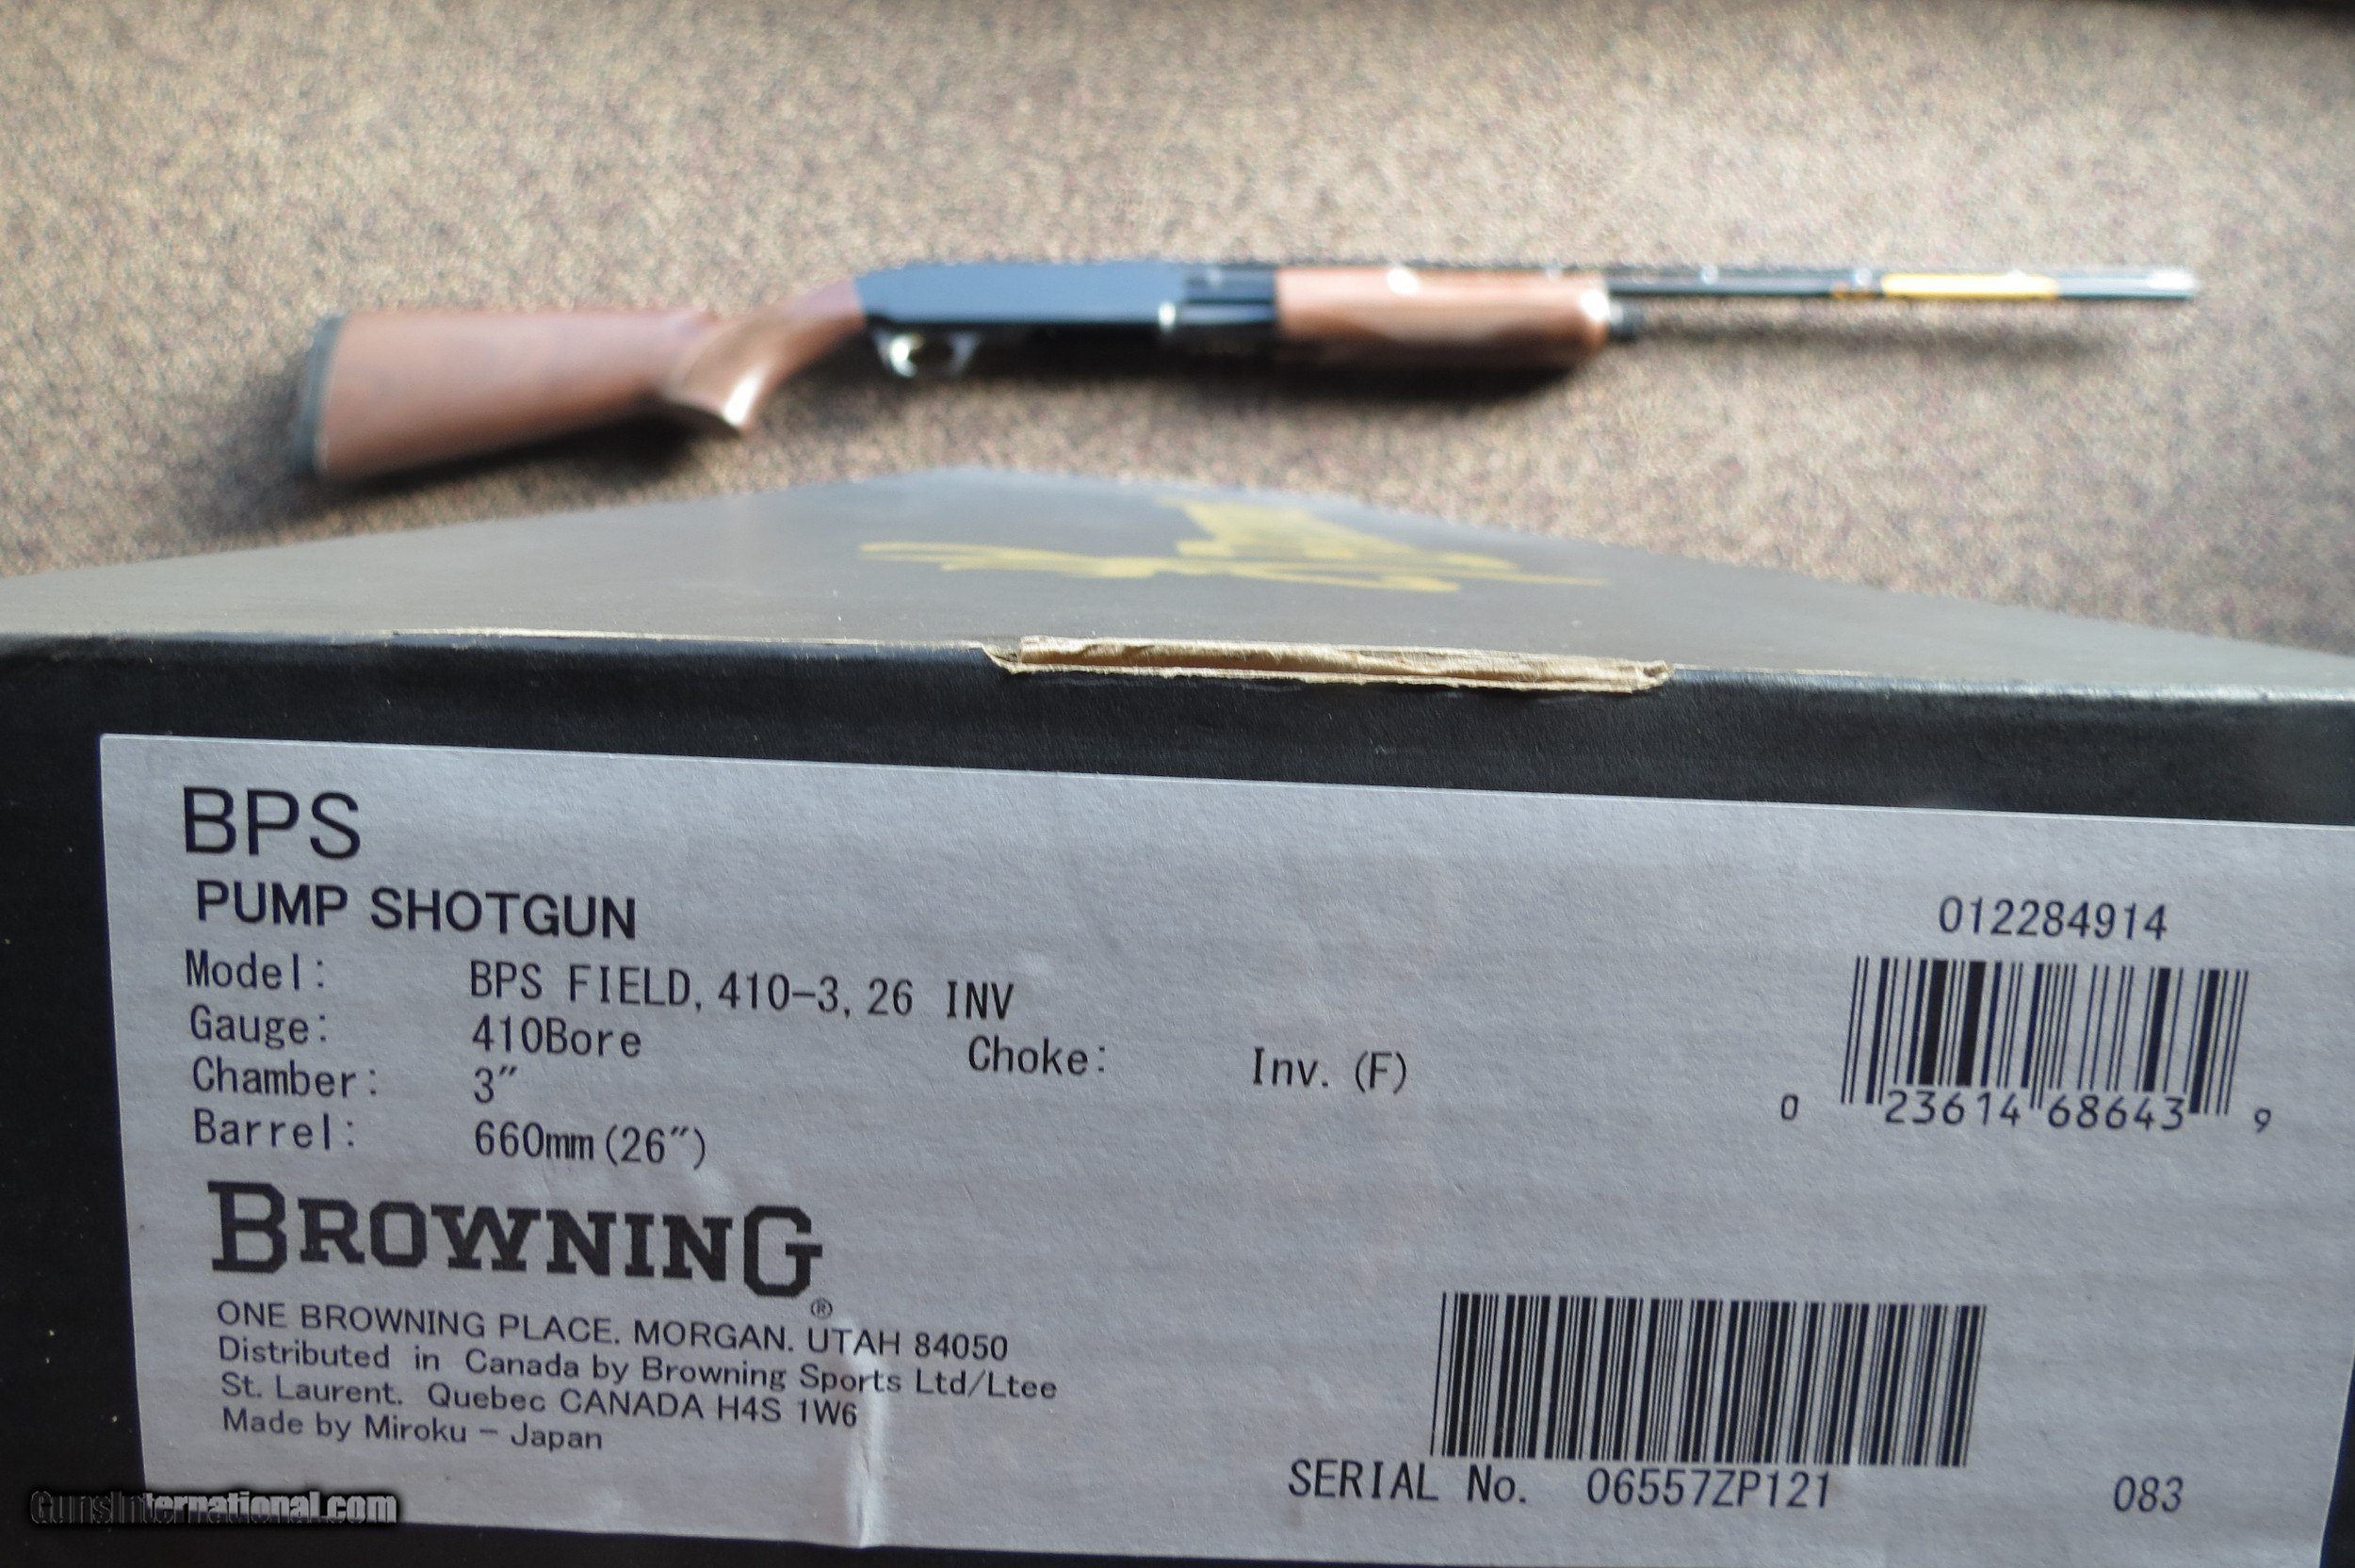 BPS
PUMP SHOTGUN
Model: BPS FIELD, 410-3, 26 INV
Gauge: 410Bore Choke: Inv. (F)
Chamber: 3"
Barrel: 660mm (26")
BROWNING®
ONE BROWNING PLACE. MORGAN. UTAH 84050
Distributed in Canada by Browning Sports Ltd/Ltee
St. Laurent. Quebec CANADA H4S 1W6
Made by Miroku - Japan
012284914
0 23614 68643 9
SERIAL No. 06557ZP121 083
GunsInternational.com